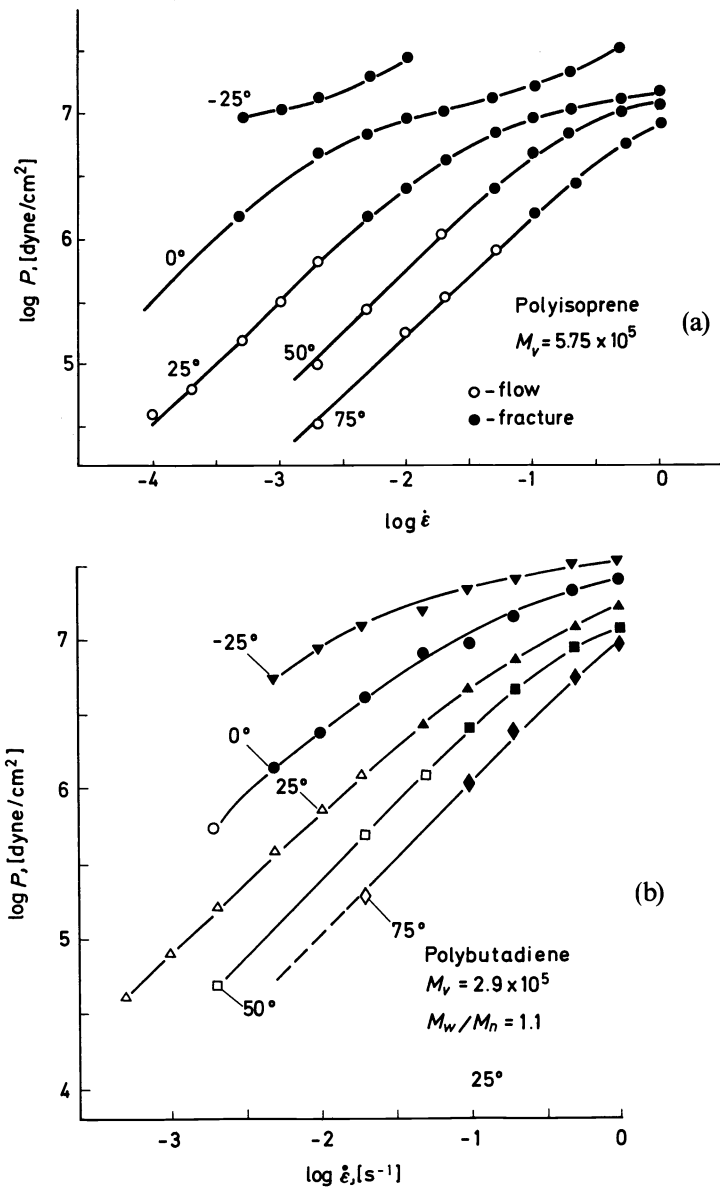 7
6
5
log P, [dyne/cm²]
-25°
0°
25°
50°
75°
Polyisoprene
Mᵥ = 5.75 x 10⁵
(a)
o - flow
● - fracture
-4 -3 -2 -1 0
log ε̇
7
6
5
4
log P, [dyne/cm²]
-25°
0°
25°
50°
75°
(b)
Polybutadiene
Mᵥ = 2.9 x 10⁵
M_w/M_n = 1.1
25°
-3 -2 -1 0
log ε̇, [s⁻¹]